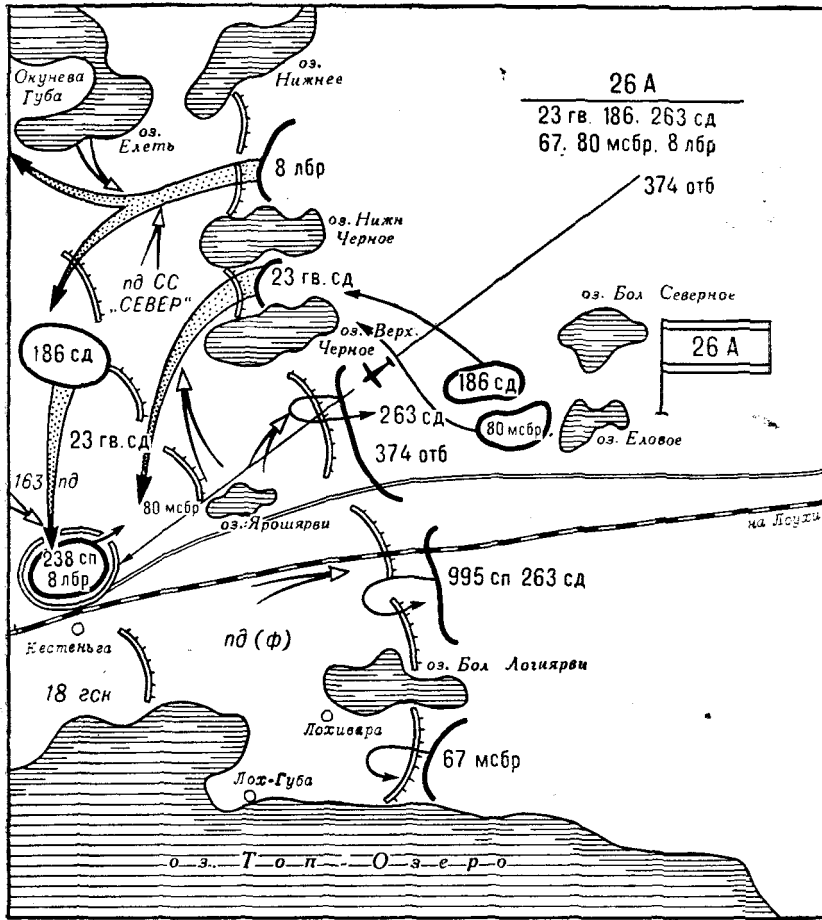 оз.
Нижнее
Окунева
Губа
оз.
Елеть
26 А
23 гв. 186. 263 сд
67. 80 мсбр. 8 лбр
374 отб
8 лбр
оз. Нижн
Черное
пд СС
„СЕВЕР“
23 гв. сд
оз. Бол Северное
26 А
оз. Верх.
Черное
186 сд
186 сд
80 мсбр
оз. Еловое
263 сд
374 отб
23 гв. сд
163 пд
80 мсбр
оз. Ярошярви
на Лоухи
238 сп
8 лбр
995 сп 263 сд
Кестеньга
пд (ф)
оз. Бол Логиярви
18 гск
Лохивара
67 мсбр
Лох-Губа
оз. Топ-Озеро